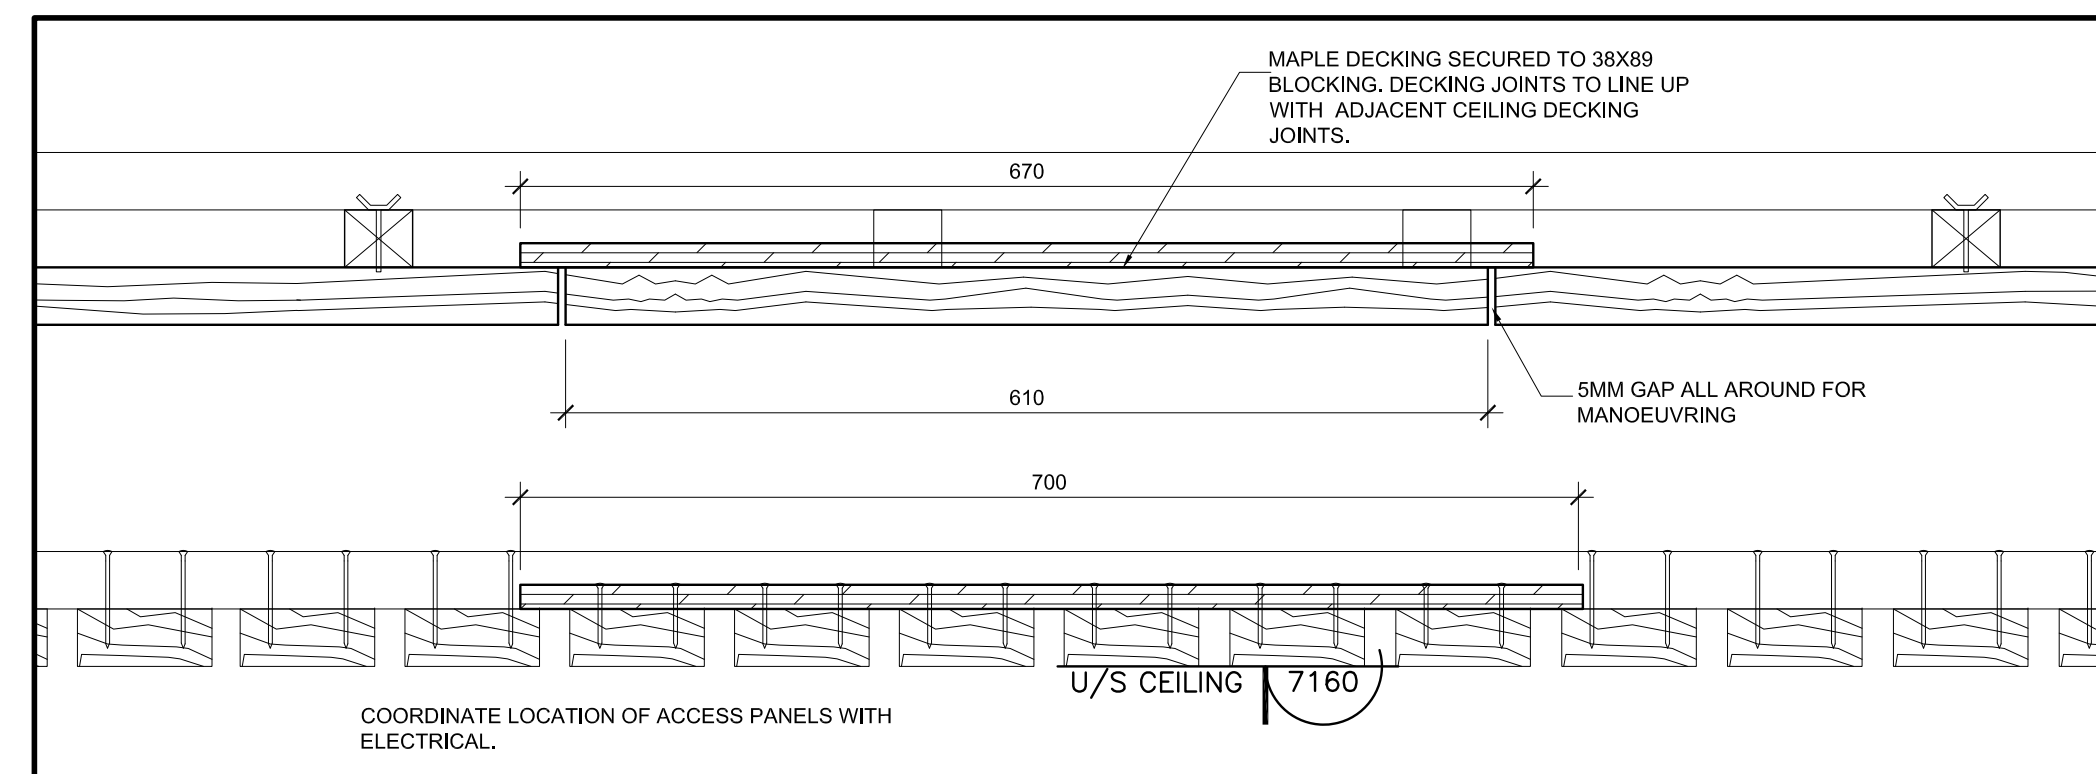 MAPLE DECKING SECURED TO 38X89
BLOCKING. DECKING JOINTS TO LINE UP
WITH ADJACENT CEILING DECKING
JOINTS.
670
610
5MM GAP ALL AROUND FOR
MANOEUVRING
700
U/S CEILING 7160
COORDINATE LOCATION OF ACCESS PANELS WITH
ELECTRICAL.